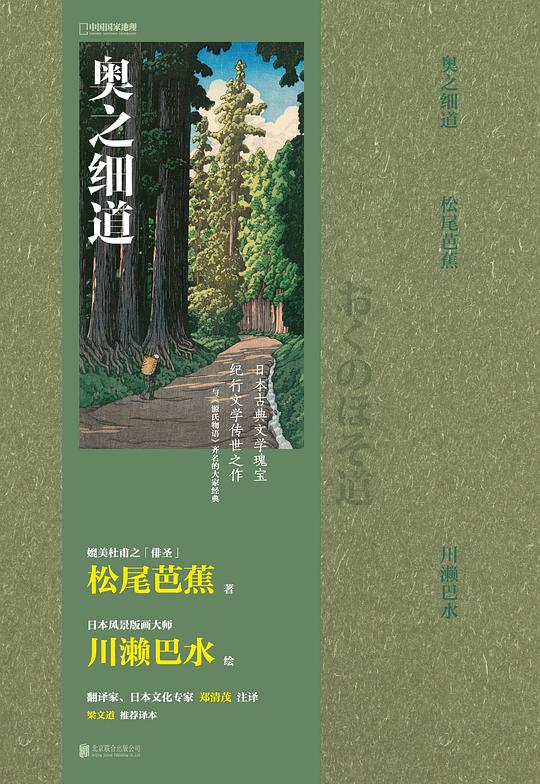 中国国家地理
奥之细道
日本古典文学瑰宝
纪行文学传世之作
与《源氏物语》齐名的大家经典
媲美杜甫之「俳圣」
松尾芭蕉 著
日本风景版画大师
川濑巴水 绘
翻译家、日本文化专家 郑清茂 注译
梁文道 推荐译本
北京联合出版公司
おくのほそ道
奥之细道
松尾芭蕉
川濑巴水